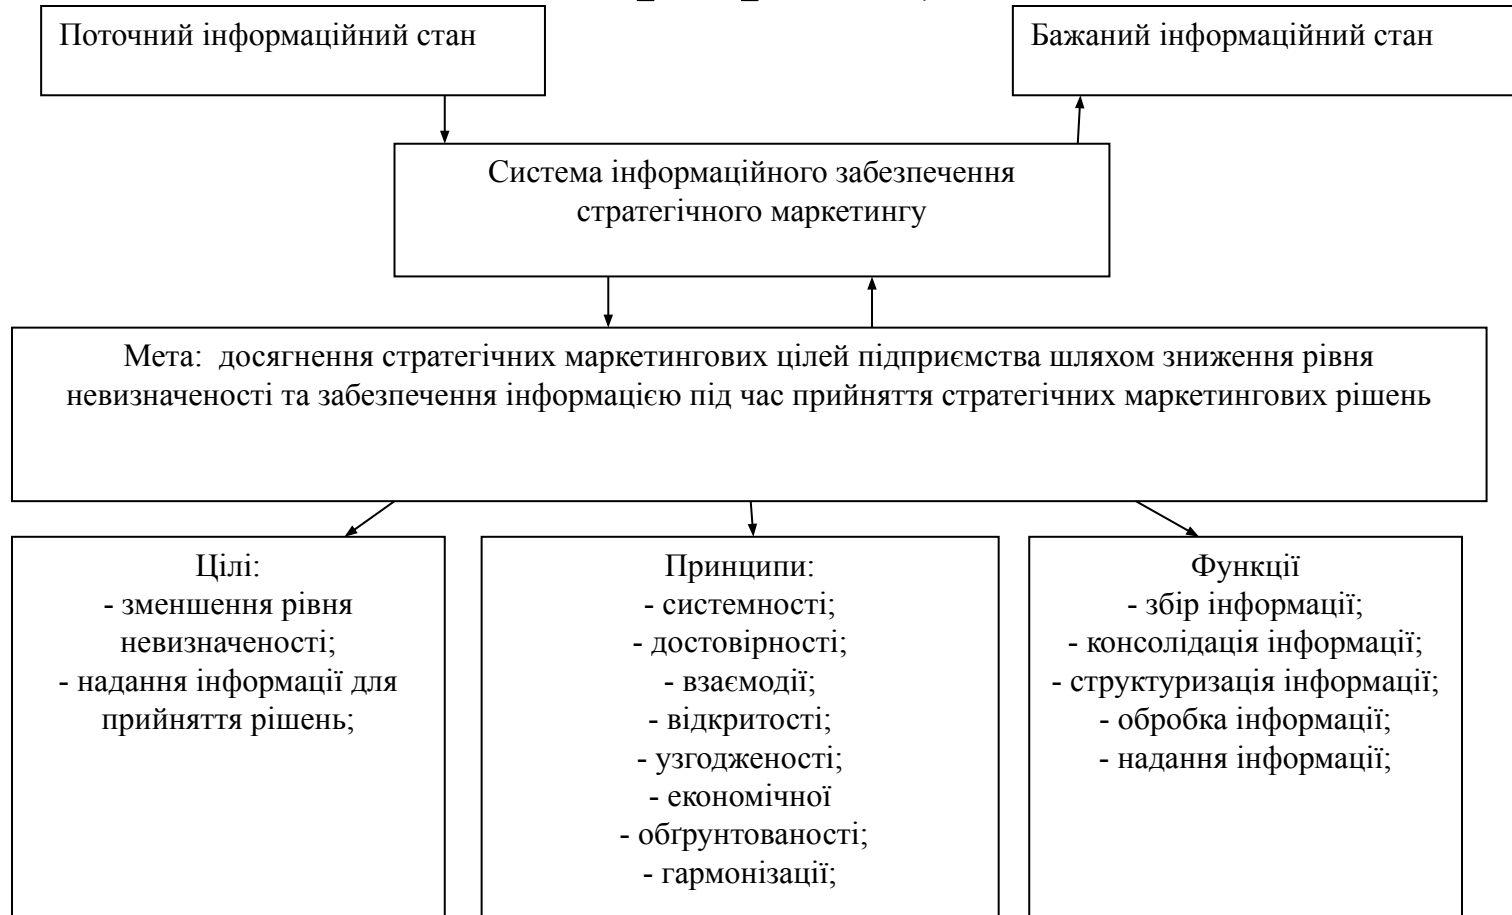 Поточний інформаційний стан
Бажаний інформаційний стан
Система інформаційного забезпечення
стратегічного маркетингу
Мета: досягнення стратегічних маркетингових цілей підприємства шляхом зниження рівня
невизначеності та забезпечення інформацією під час прийняття стратегічних маркетингових рішень
Цілі:
- зменшення рівня
невизначеності;
- надання інформації для
прийняття рішень;
Принципи:
- системності;
- достовірності;
- взаємодії;
- відкритості;
- узгодженості;
- економічної
- обґрунтованості;
- гармонізації;
Функції
- збір інформації;
- консолідація інформації;
- структуризація інформації;
- обробка інформації;
- надання інформації;